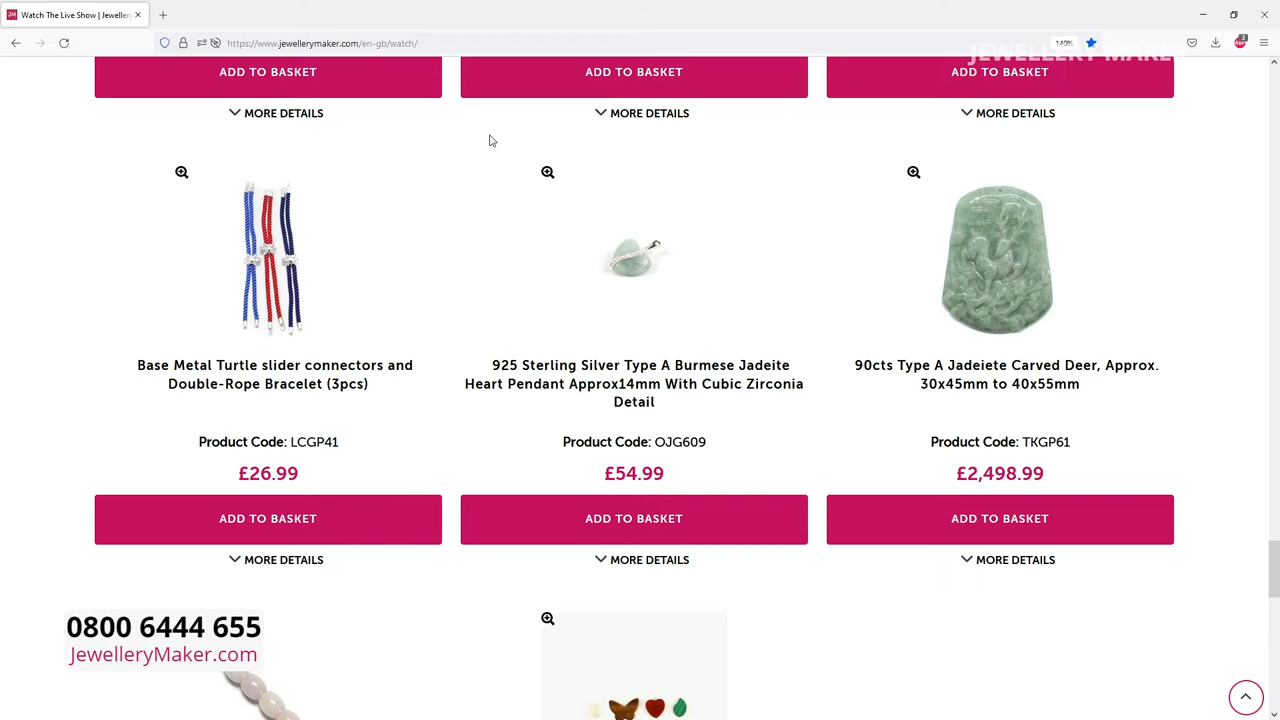 Watch The Live Show | Jeweller
https://www.jewellerymaker.com/en_gb/watch/
140%
3
JEWELLERY MAKER
ADD TO BASKET
ADD TO BASKET
ADD TO BASKET
MORE DETAILS
MORE DETAILS
MORE DETAILS
Base Metal Turtle slider connectors and
Double-Rope Bracelet (3pcs)
Product Code: LCGP41
£26.99
ADD TO BASKET
MORE DETAILS
925 Sterling Silver Type A Burmese Jadeite
Heart Pendant Approx14mm With Cubic Zirconia
Detail
Product Code: OJG609
£54.99
ADD TO BASKET
MORE DETAILS
90cts Type A Jadeiete Carved Deer, Approx.
30x45mm to 40x55mm
Product Code: TKGP61
£2,498.99
ADD TO BASKET
MORE DETAILS
0800 6444 655
JewelleryMaker.com